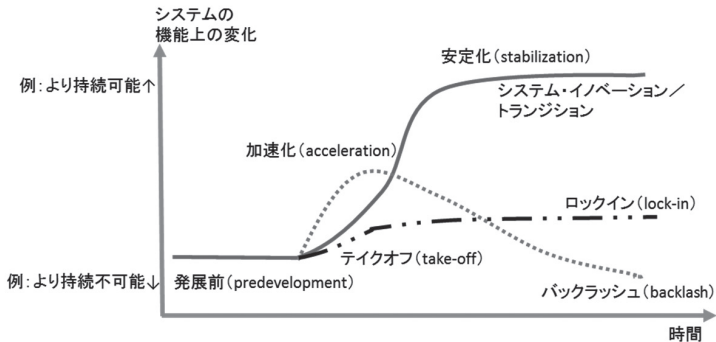 システムの
機能上の変化
安定化(stabilization)
例:より持続可能↑
システム・イノベーション/
トランジション
加速化(acceleration)
ロックイン(lock-in)
テイクオフ(take-off)
例:より持続不可能↓
発展前(predevelopment)
バックラッシュ(backlash)
時間